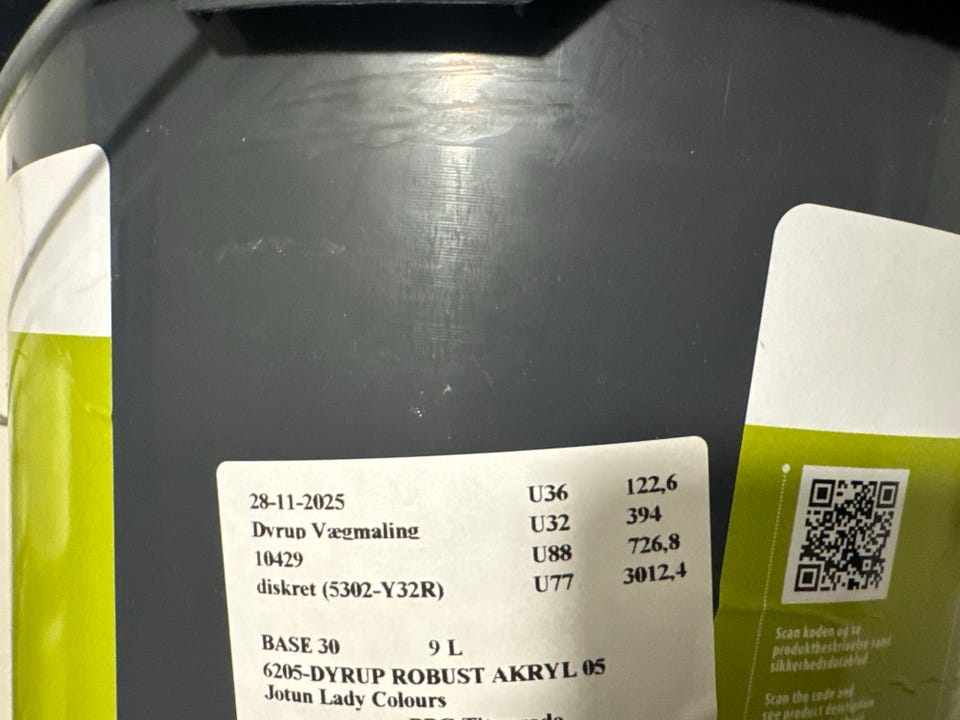 28-11-2025 U36 122,6
Dyrup Vægmaling U32 394
10429 U88 726,8
diskret (5302-Y32R) U77 3012,4
BASE 30 9 L
6205-DYRUP ROBUST AKRYL 05
Jotun Lady Colours
Scan koden og se
produktbeskrivelse samt
sikkerhedsdatablad
Scan the code and
see product description